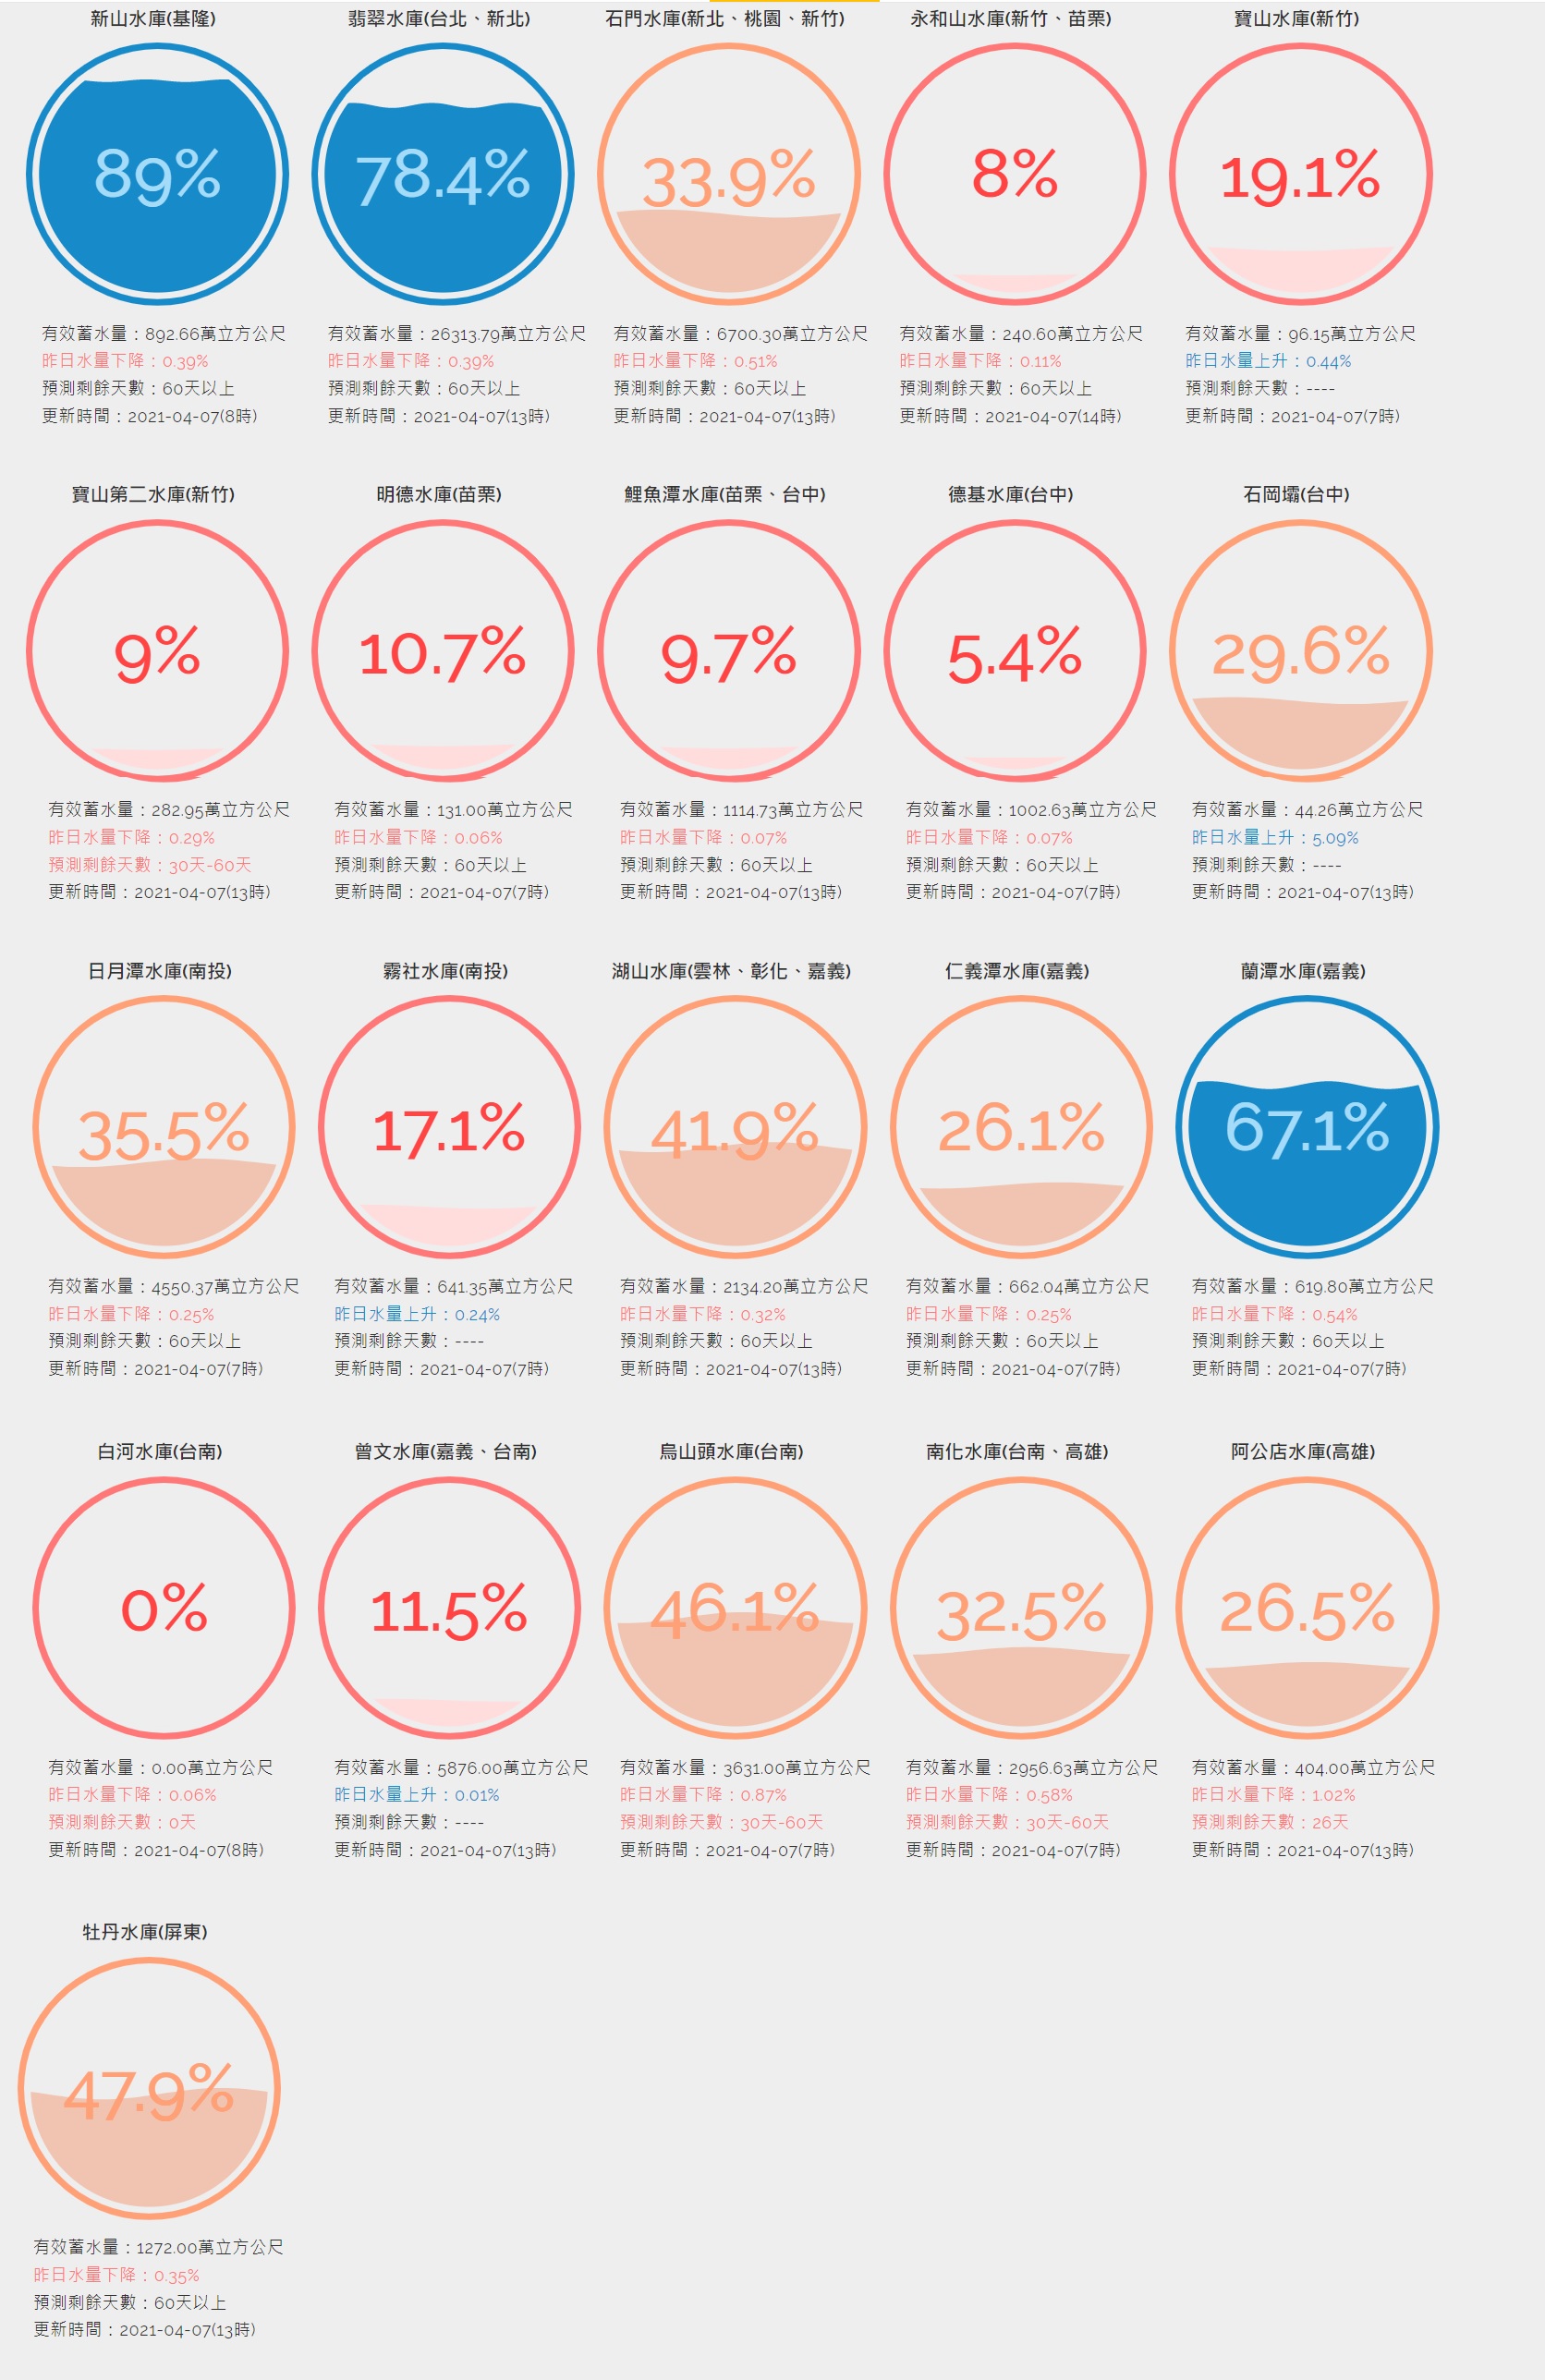 新山水庫(基隆)
89%
有效蓄水量：892.66萬立方公尺
昨日水量下降：0.39%
預測剩餘天數：60天以上
更新時間：2021-04-07(8時)
翡翠水庫(台北、新北)
78.4%
有效蓄水量：26313.79萬立方公尺
昨日水量下降：0.39%
預測剩餘天數：60天以上
更新時間：2021-04-07(13時)
石門水庫(新北、桃園、新竹)
33.9%
有效蓄水量：6700.30萬立方公尺
昨日水量下降：0.51%
預測剩餘天數：60天以上
更新時間：2021-04-07(13時)
永和山水庫(新竹、苗栗)
8%
有效蓄水量：240.60萬立方公尺
昨日水量下降：0.11%
預測剩餘天數：60天以上
更新時間：2021-04-07(14時)
寶山水庫(新竹)
19.1%
有效蓄水量：96.15萬立方公尺
昨日水量上升：0.44%
預測剩餘天數：----
更新時間：2021-04-07(7時)
寶山第二水庫(新竹)
9%
有效蓄水量：282.95萬立方公尺
昨日水量下降：0.29%
預測剩餘天數：30天-60天
更新時間：2021-04-07(13時)
明德水庫(苗栗)
10.7%
有效蓄水量：131.00萬立方公尺
昨日水量下降：0.06%
預測剩餘天數：60天以上
更新時間：2021-04-07(7時)
鯉魚潭水庫(苗栗、台中)
9.7%
有效蓄水量：1114.73萬立方公尺
昨日水量下降：0.07%
預測剩餘天數：60天以上
更新時間：2021-04-07(13時)
德基水庫(台中)
5.4%
有效蓄水量：1002.63萬立方公尺
昨日水量下降：0.07%
預測剩餘天數：60天以上
更新時間：2021-04-07(7時)
石岡壩(台中)
29.6%
有效蓄水量：44.26萬立方公尺
昨日水量上升：5.09%
預測剩餘天數：----
更新時間：2021-04-07(13時)
日月潭水庫(南投)
35.5%
有效蓄水量：4550.37萬立方公尺
昨日水量下降：0.25%
預測剩餘天數：60天以上
更新時間：2021-04-07(7時)
霧社水庫(南投)
17.1%
有效蓄水量：641.35萬立方公尺
昨日水量上升：0.24%
預測剩餘天數：----
更新時間：2021-04-07(7時)
湖山水庫(雲林、彰化、嘉義)
41.9%
有效蓄水量：2134.20萬立方公尺
昨日水量下降：0.32%
預測剩餘天數：60天以上
更新時間：2021-04-07(13時)
仁義潭水庫(嘉義)
26.1%
有效蓄水量：662.04萬立方公尺
昨日水量下降：0.25%
預測剩餘天數：60天以上
更新時間：2021-04-07(7時)
蘭潭水庫(嘉義)
67.1%
有效蓄水量：619.80萬立方公尺
昨日水量下降：0.54%
預測剩餘天數：60天以上
更新時間：2021-04-07(7時)
白河水庫(台南)
0%
有效蓄水量：0.00萬立方公尺
昨日水量下降：0.06%
預測剩餘天數：0天
更新時間：2021-04-07(8時)
曾文水庫(嘉義、台南)
11.5%
有效蓄水量：5876.00萬立方公尺
昨日水量上升：0.01%
預測剩餘天數：----
更新時間：2021-04-07(13時)
烏山頭水庫(台南)
46.1%
有效蓄水量：3631.00萬立方公尺
昨日水量下降：0.87%
預測剩餘天數：30天-60天
更新時間：2021-04-07(7時)
南化水庫(台南、高雄)
32.5%
有效蓄水量：2956.63萬立方公尺
昨日水量下降：0.58%
預測剩餘天數：30天-60天
更新時間：2021-04-07(7時)
阿公店水庫(高雄)
26.5%
有效蓄水量：404.00萬立方公尺
昨日水量下降：1.02%
預測剩餘天數：26天
更新時間：2021-04-07(13時)
牡丹水庫(屏東)
47.9%
有效蓄水量：1272.00萬立方公尺
昨日水量下降：0.35%
預測剩餘天數：60天以上
更新時間：2021-04-07(13時)